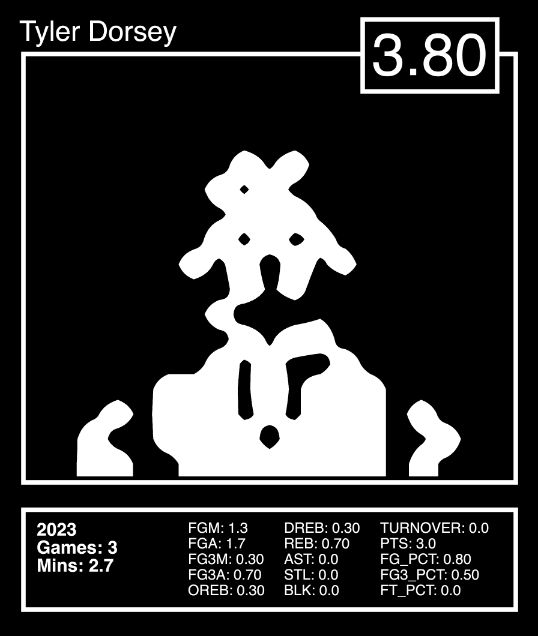 Tyler Dorsey
3.80
2023
Games: 3
Mins: 2.7
FGM: 1.3
FGA: 1.7
FG3M: 0.30
FG3A: 0.70
OREB: 0.30
DREB: 0.30
REB: 0.70
AST: 0.0
STL: 0.0
BLK: 0.0
TURNOVER: 0.0
PTS: 3.0
FG_PCT: 0.80
FG3_PCT: 0.50
FT_PCT: 0.0